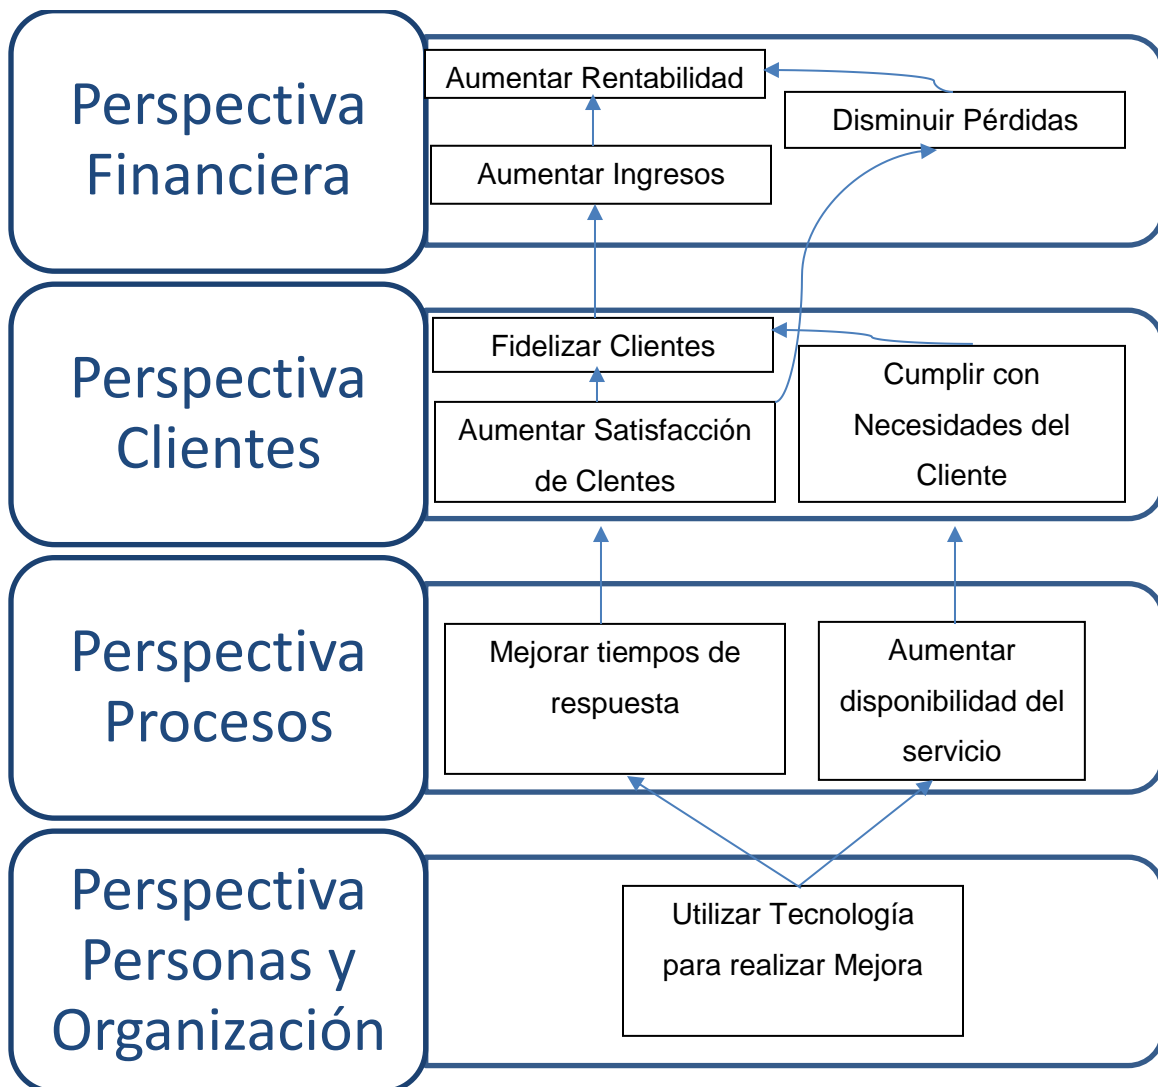 Perspectiva
Financiera
Aumentar Rentabilidad
Disminuir Pérdidas
Aumentar Ingresos
Perspectiva
Clientes
Fidelizar Clientes
Cumplir con
Necesidades del
Cliente
Aumentar Satisfacción
de Clentes
Perspectiva
Procesos
Mejorar tiempos de
respuesta
Aumentar
disponibilidad del
servicio
Perspectiva
Personas y
Organización
Utilizar Tecnología
para realizar Mejora